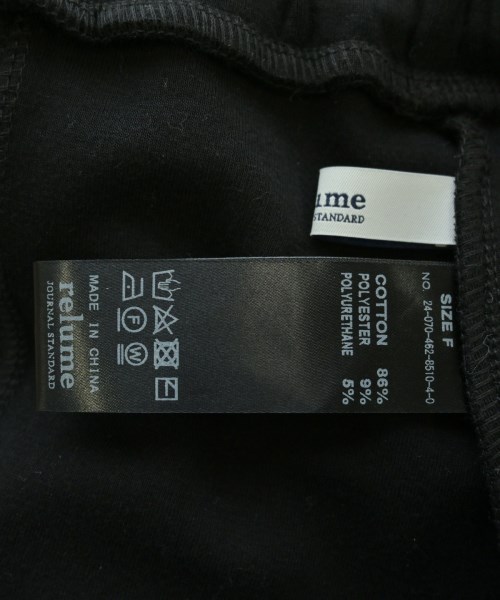 ume
STANDARD
SIZE F
NO. 24-070-462-8510-4-0
COTTON 86%
POLYESTER 9%
POLYURETHANE 5%
F W
MADE IN CHINA
relume
JOURNAL STANDARD